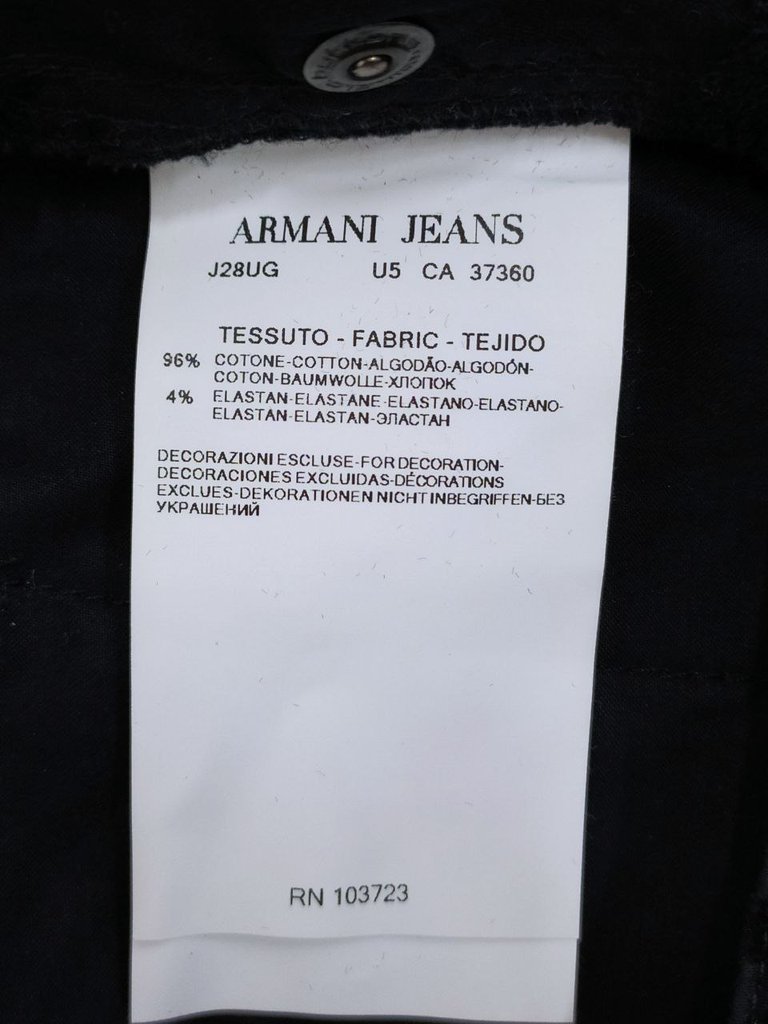 ARMANI JEANS
J28UG U5 CA 37360
TESSUTO - FABRIC - TEJIDO
96% COTONE-COTTON-ALGODÃO-ALGODÓN-
COTON-BAUMWOLLE-ХЛОПОК
4% ELASTAN-ELASTANE-ELASTANO-ELASTANO-
ELASTAN-ELASTAN-ЭЛАСТАН
DECORAZIONI ESCLUSE-FOR DECORATION-
DECORACIONES EXCLUIDAS-DÉCORATIONS
EXCLUES-DEKORATIONEN NICHT INBEGRIFFEN-БЕЗ
УКРАШЕНИЙ
RN 103723